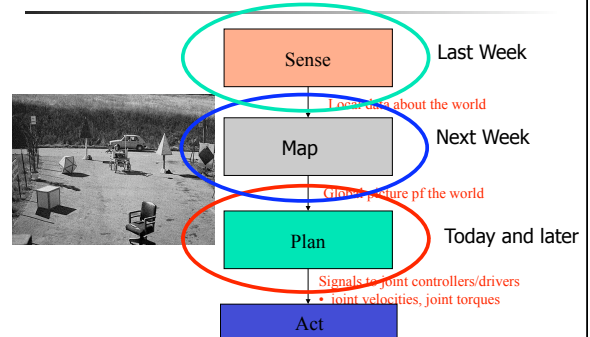 Sense
Last Week
Local data about the world
Map
Next Week
Global picture pf the world
Plan
Today and later
Signals to joint controllers/drivers
• joint velocities, joint torques
Act